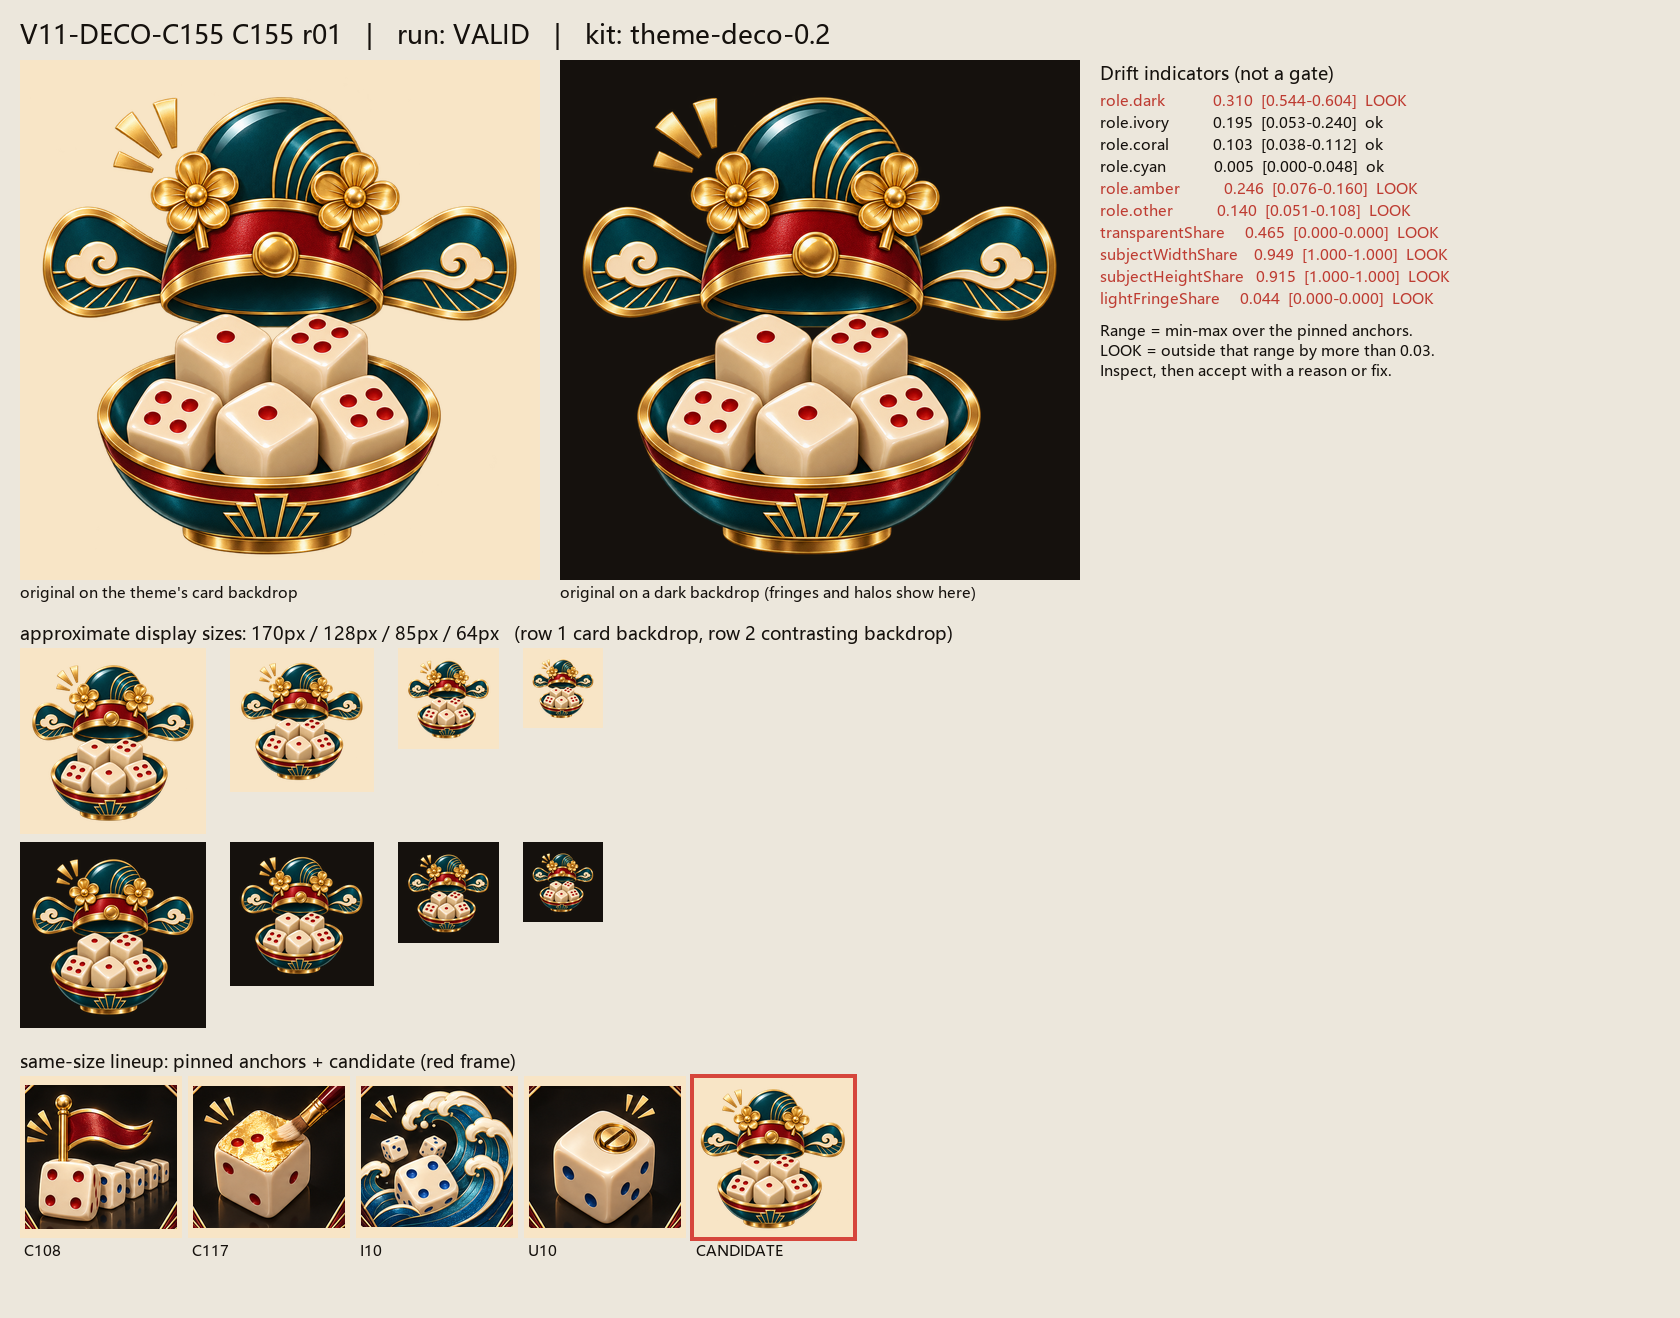 V11-DECO-C155 C155 r01 | run: VALID | kit: theme-deco-0.2
original on the theme's card backdrop
original on a dark backdrop (fringes and halos show here)
Drift indicators (not a gate)
role.dark 0.310 [0.544-0.604] LOOK
role.ivory 0.195 [0.053-0.240] ok
role.coral 0.103 [0.038-0.112] ok
role.cyan 0.005 [0.000-0.048] ok
role.amber 0.246 [0.076-0.160] LOOK
role.other 0.140 [0.051-0.108] LOOK
transparentShare 0.465 [0.000-0.000] LOOK
subjectWidthShare 0.949 [1.000-1.000] LOOK
subjectHeightShare 0.915 [1.000-1.000] LOOK
lightFringeShare 0.044 [0.000-0.000] LOOK
Range = min-max over the pinned anchors.
LOOK = outside that range by more than 0.03.
Inspect, then accept with a reason or fix.
approximate display sizes: 170px / 128px / 85px / 64px (row 1 card backdrop, row 2 contrasting backdrop)
same-size lineup: pinned anchors + candidate (red frame)
C108
C117
I10
U10
CANDIDATE